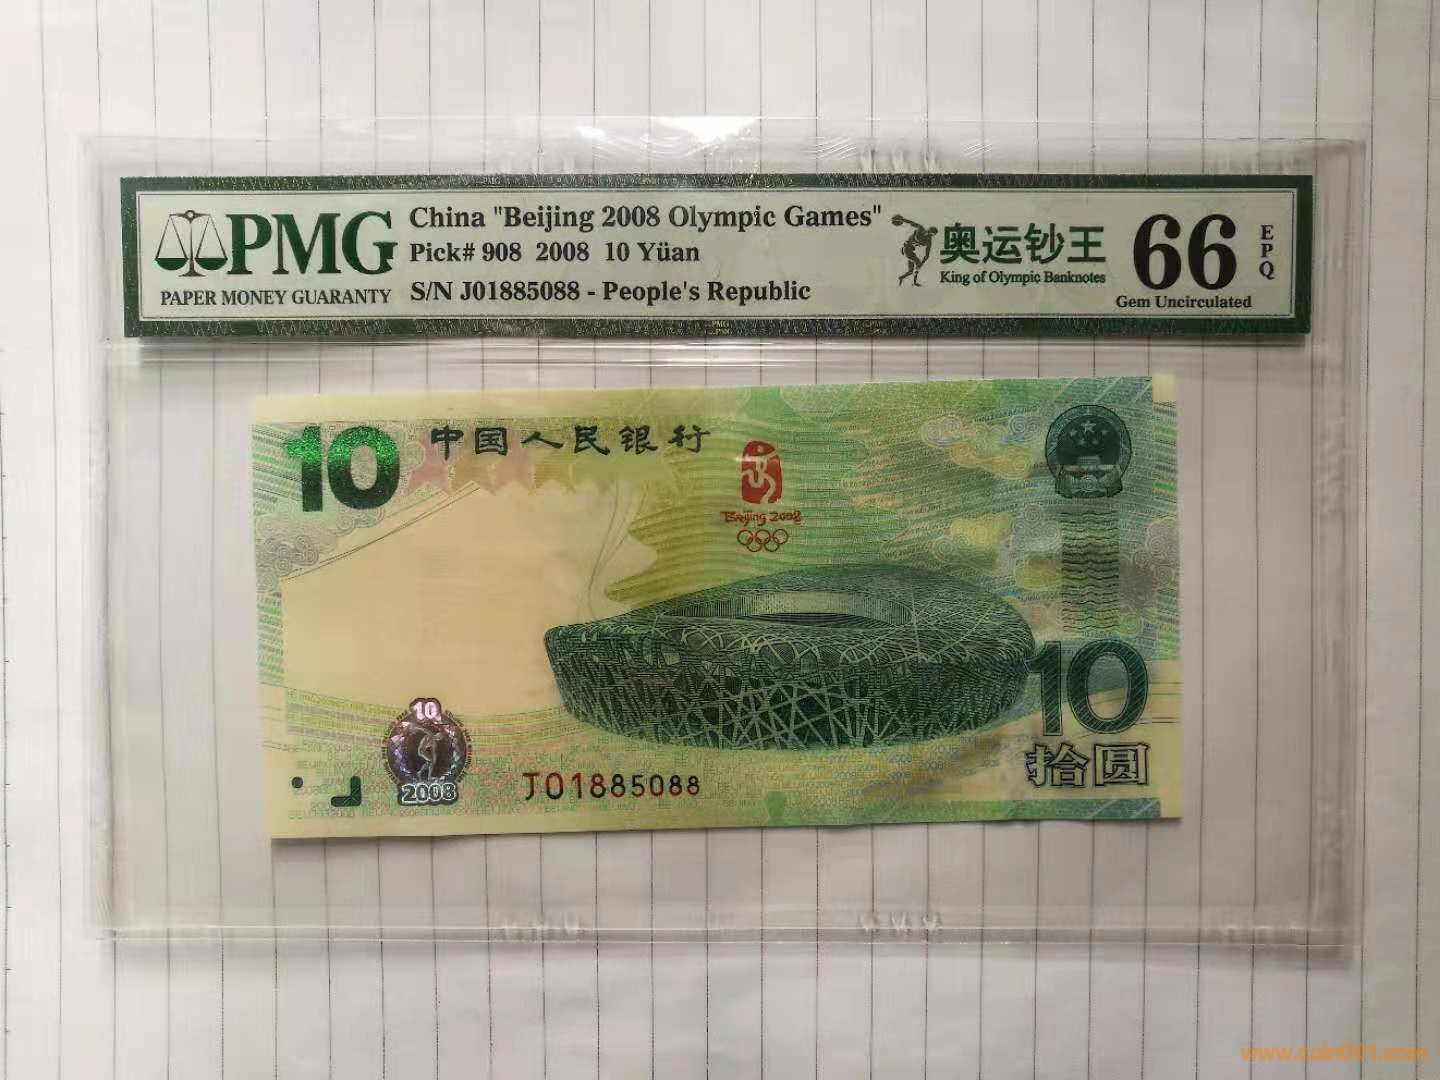 PMG
PAPER MONEY GUARANTY
China "Beijing 2008 Olympic Games"
Pick# 908 2008 10 Yüan
S/N J01885088 - People's Republic
奥运钞王
King of Olympic Banknotes
66
EPQ
Gem Uncirculated
10
中国人民银行
Beijing 2008
10
拾圆
10
2008
J01885088
www.coin001.com